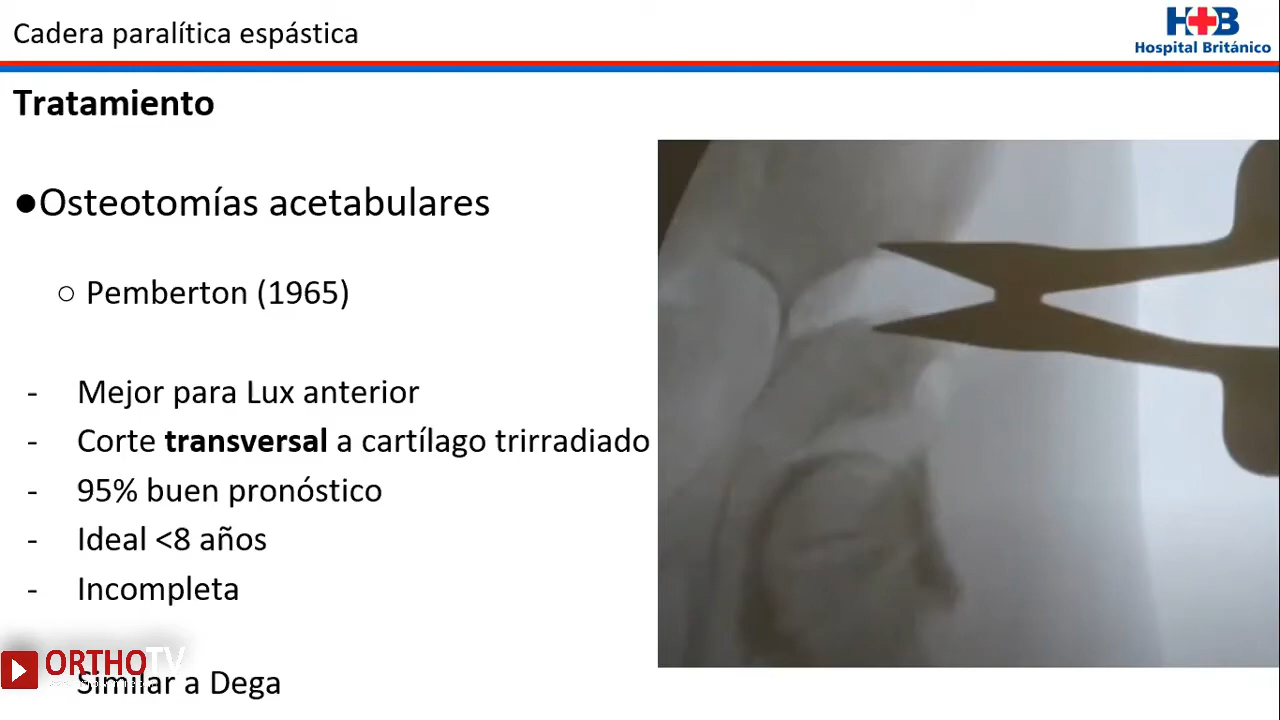 Cadera paralítica espástica
H+B
Hospital Británico
Tratamiento
●Osteotomías acetabulares
○ Pemberton (1965)
- Mejor para Lux anterior
- Corte transversal a cartílago trirradiado
- 95% buen pronóstico
- Ideal <8 años
- Incompleta
ORTHOTV
Similar a Dega